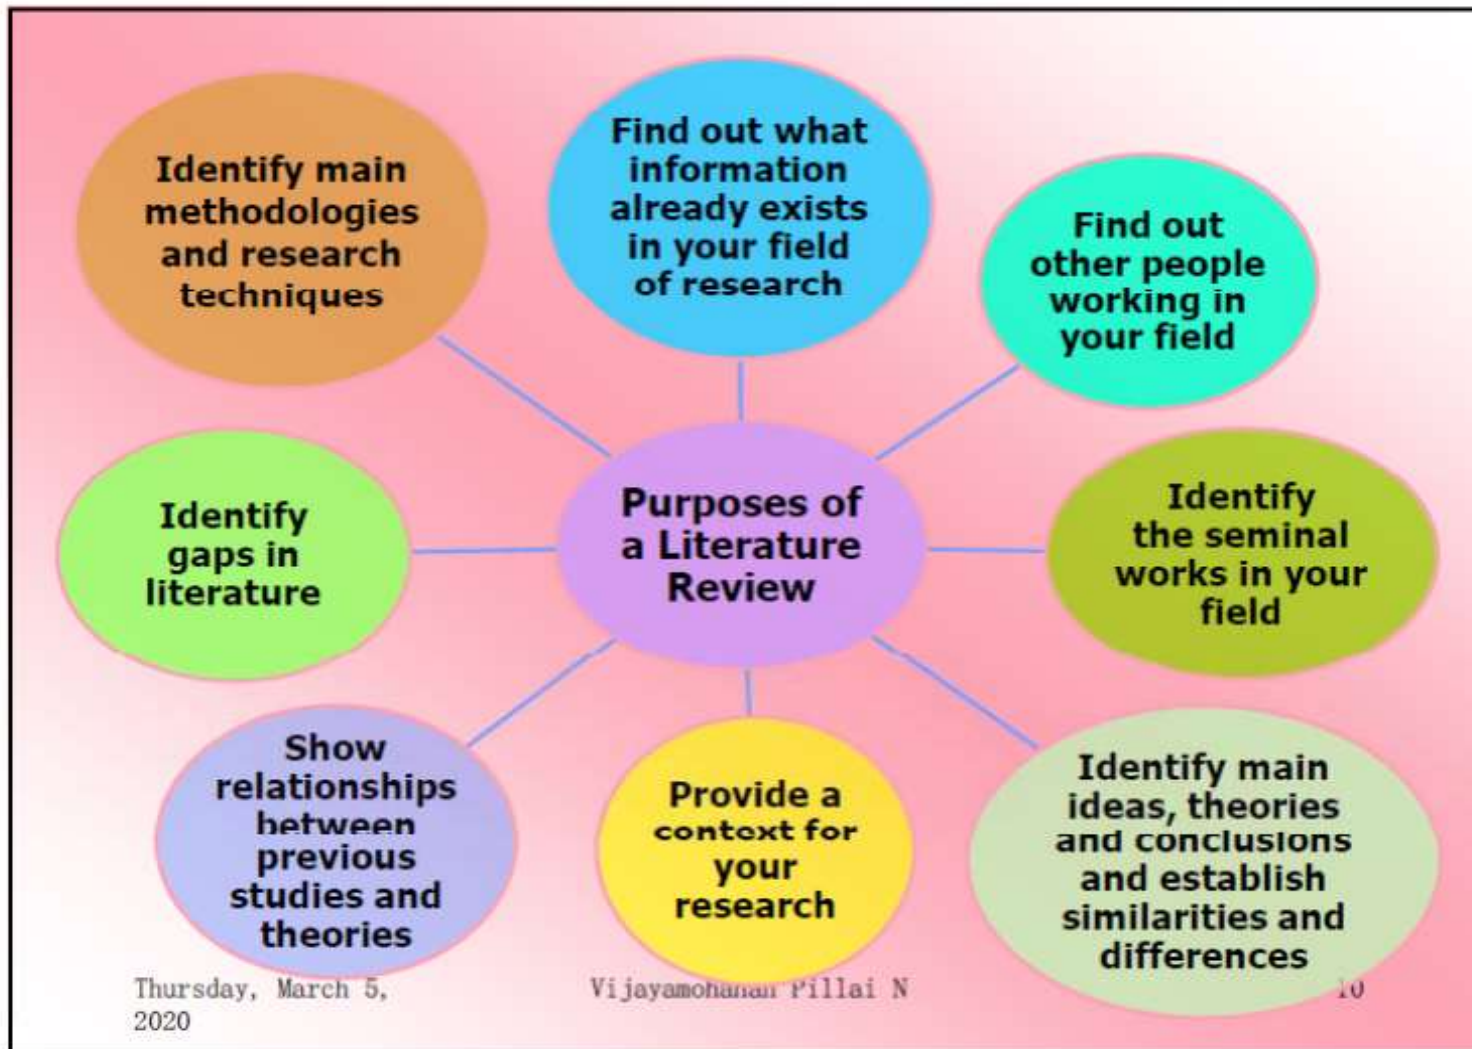 Identify main
methodologies
and research
techniques
Find out what
information
already exists
in your field
of research
Find out
other people
working in
your field
Identify
gaps in
literature
Purposes of
a Literature
Review
Identify
the seminal
works in your
field
Show
relationships
between
previous
studies and
theories
Provide a
context for
your
research
Identify main
ideas, theories
and conclusions
and establish
similarities and
differences
Thursday, March 5,
2020
Vijayamohanan Pillai N
10